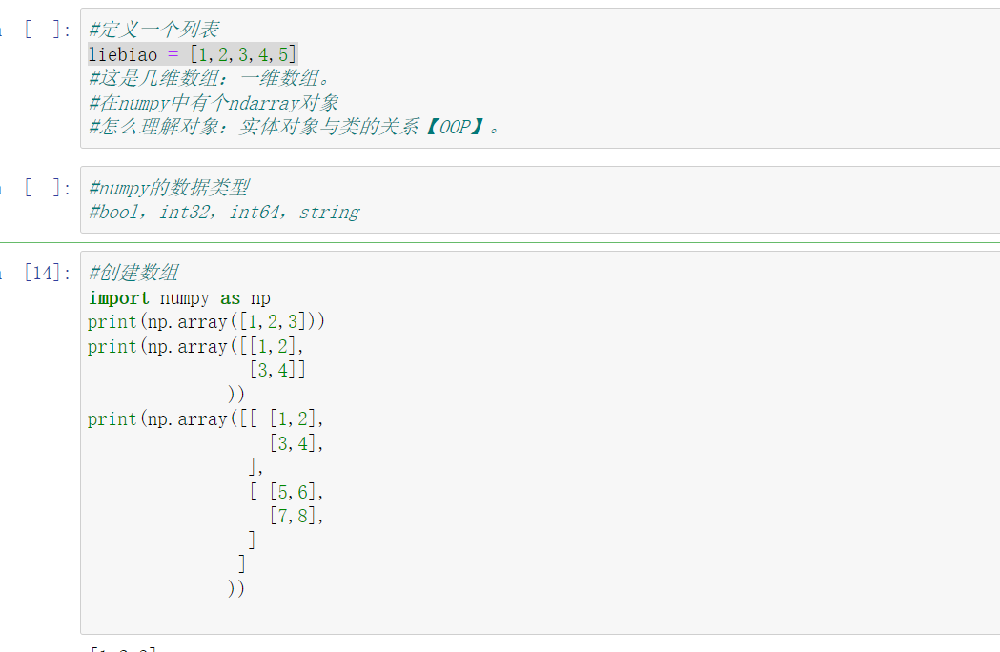 [ ]: #定义一个列表
liebiao = [1,2,3,4,5]
#这是几维数组：一维数组。
#在numpy中有个ndarray对象
#怎么理解对象：实体对象与类的关系【OOP】。
[ ]: #numpy的数据类型
#bool，int32，int64，string
[14]: #创建数组
import numpy as np
print(np.array([1,2,3]))
print(np.array([[1,2],
[3,4]]
))
print(np.array([[ [1,2],
[3,4],
],
[ [5,6],
[7,8],
]
]
))